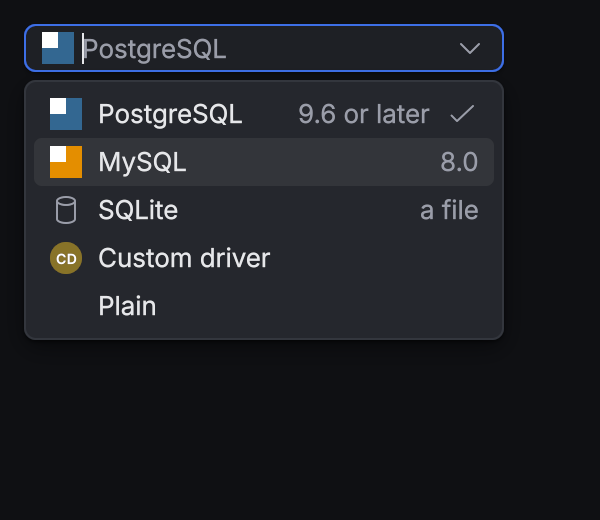 PostgreSQL
PostgreSQL 9.6 or later
MySQL 8.0
SQLite a file
CD Custom driver
Plain